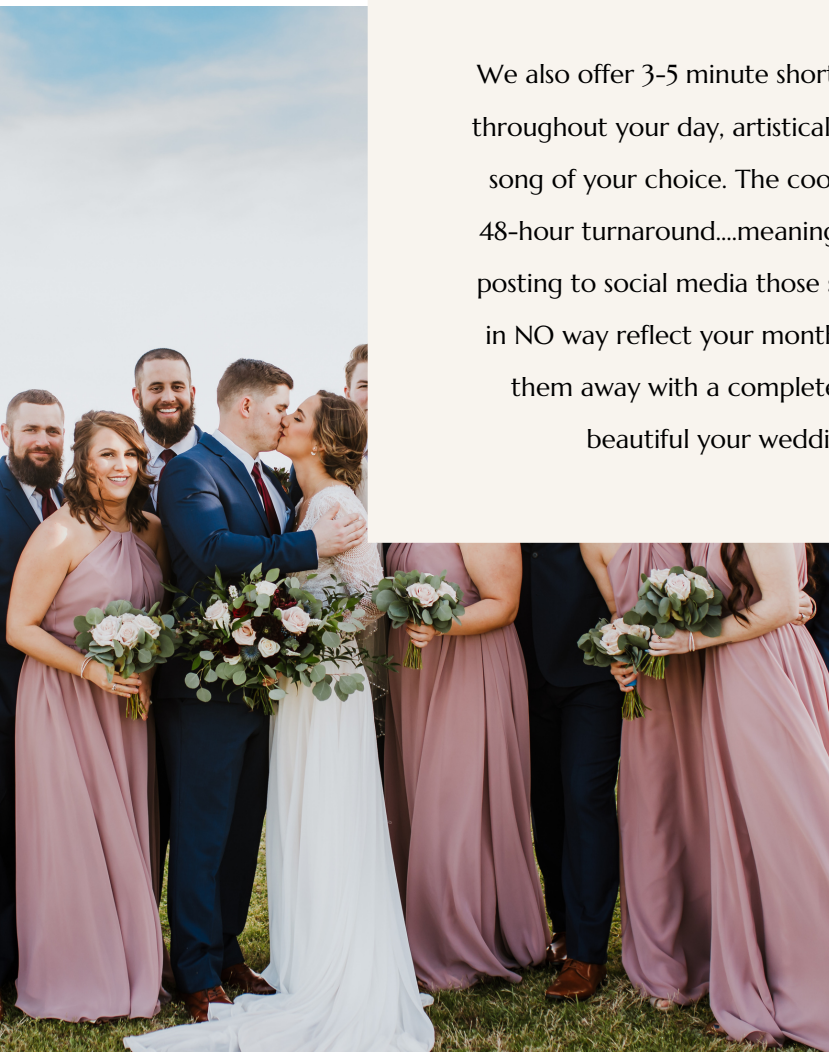 We also offer 3-5 minute short
throughout your day, artistical
song of your choice. The coo
48-hour turnaround....meaning
posting to social media those
in NO way reflect your month
them away with a complete
beautiful your weddi